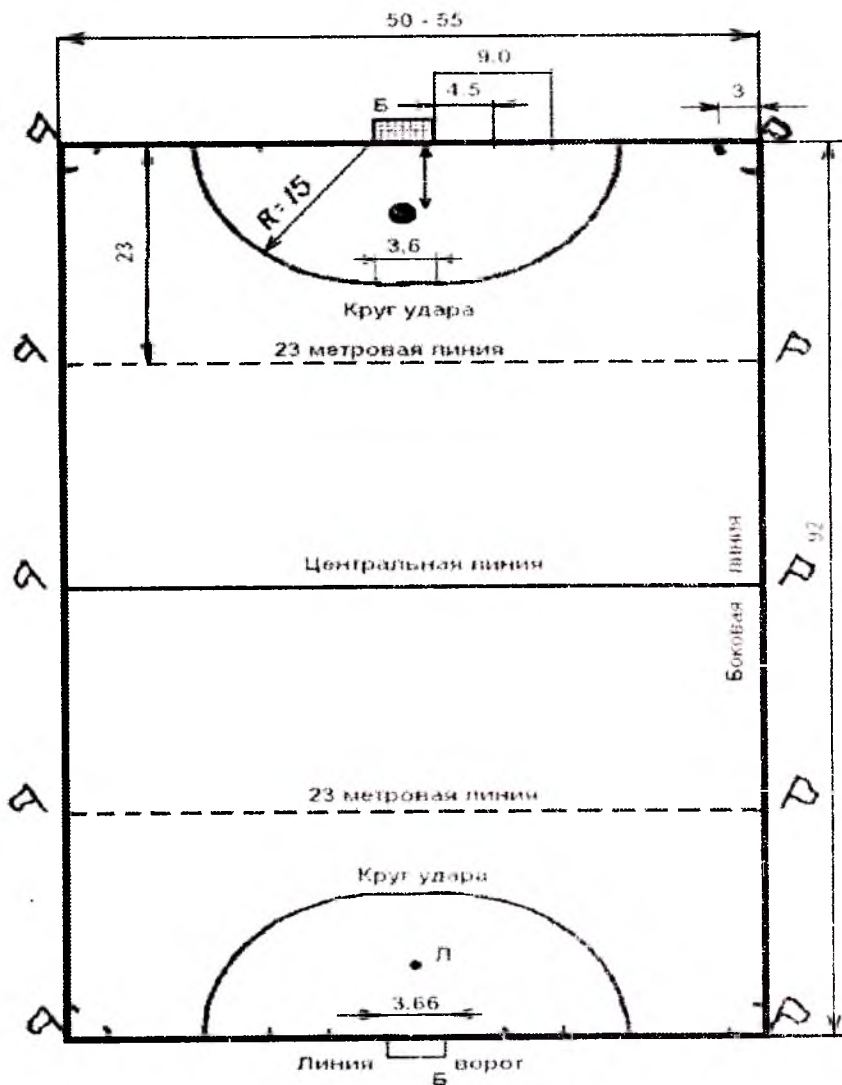 50 - 55
9.0
Б
4.5
3
R=15
23
3,6
Круг удара
23 метровая линия
Центральная линия
линия
92
Боковая
23 метровая линия
Круг удара
Л
3.66
Линия ворот
Б